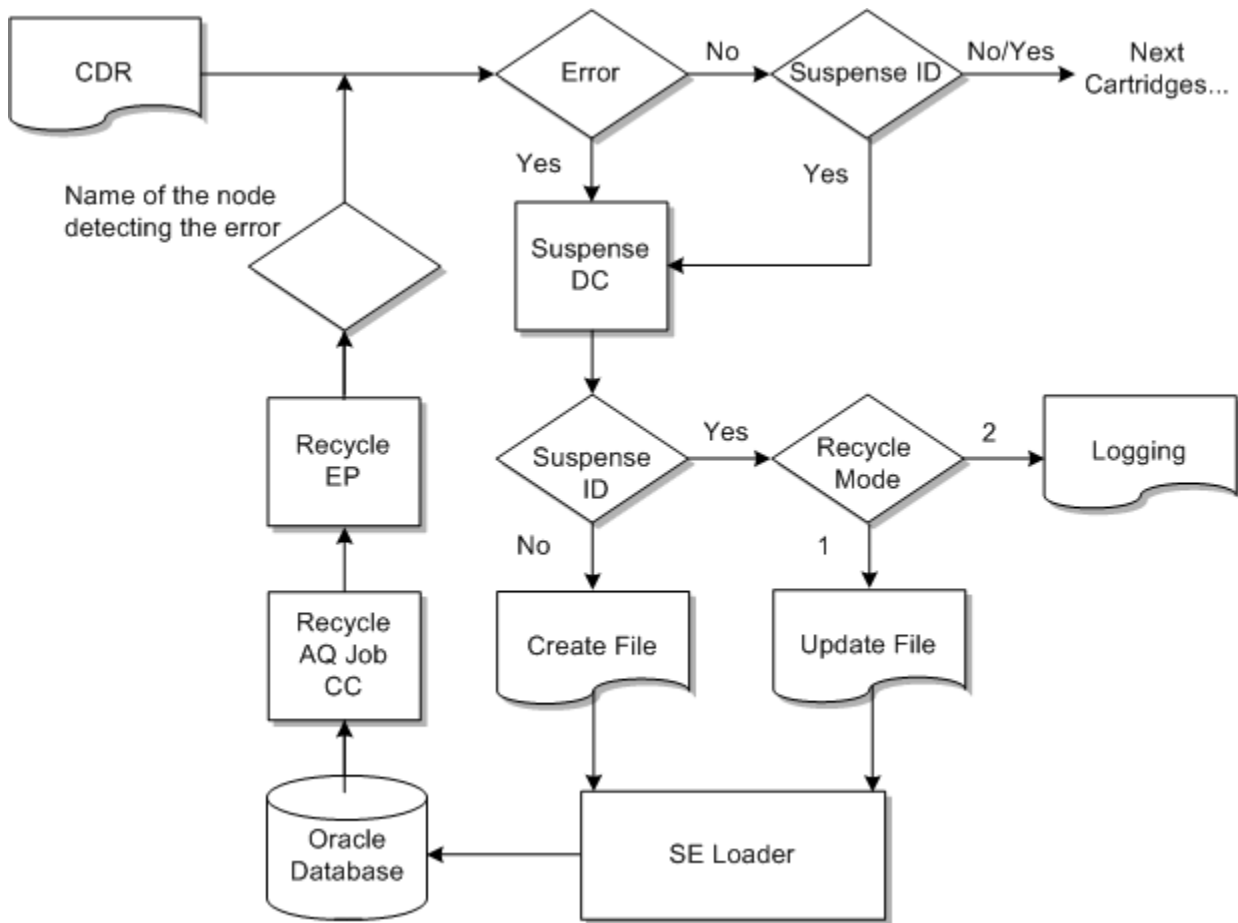 CDR
Error
No
Suspense ID
No/Yes
Next
Cartridges...
Yes
Yes
Name of the node
detecting the error
Suspense
DC
Recycle
EP
Suspense
ID
Yes
Recycle
Mode
2
Logging
No
1
Recycle
AQ Job
CC
Create File
Update File
Oracle
Database
SE Loader